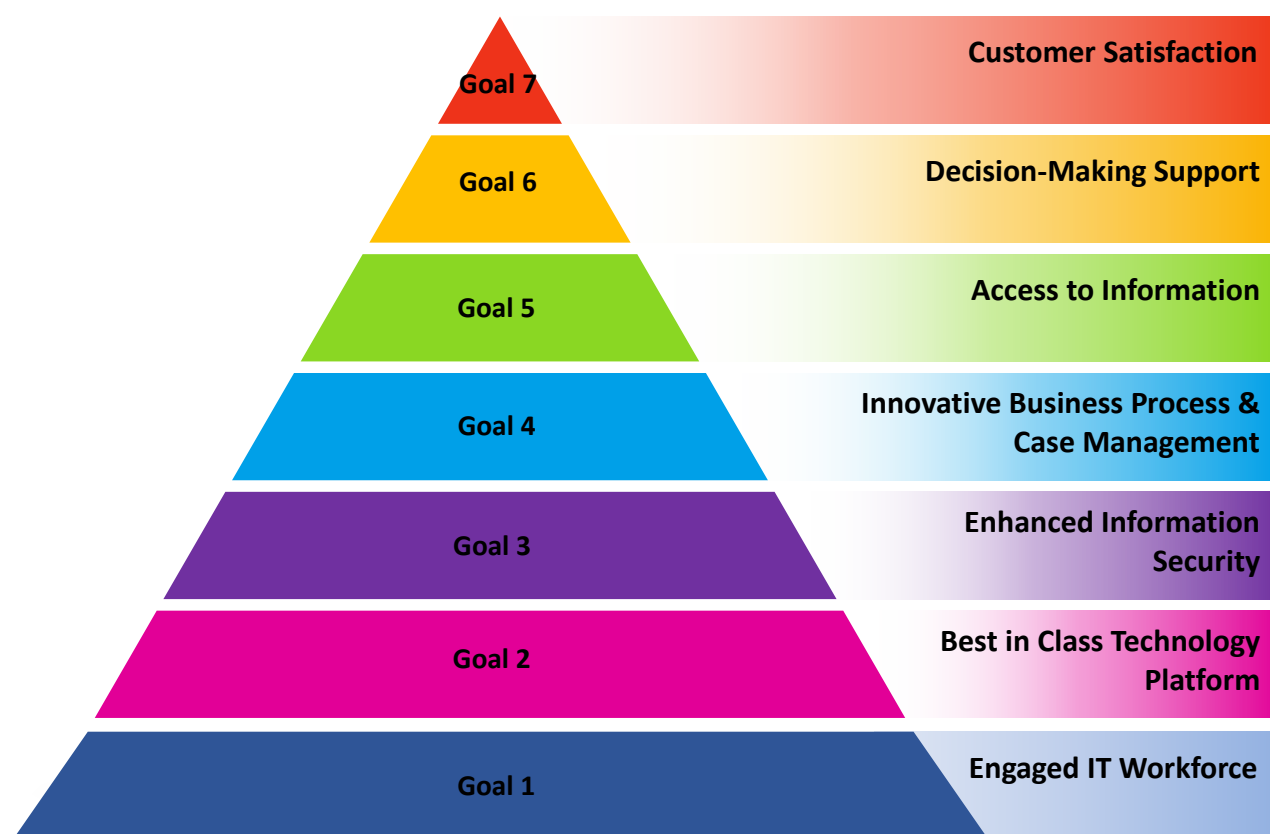 Goal 7
Customer Satisfaction
Goal 6
Decision-Making Support
Goal 5
Access to Information
Goal 4
Innovative Business Process &
Case Management
Goal 3
Enhanced Information
Security
Goal 2
Best in Class Technology
Platform
Goal 1
Engaged IT Workforce